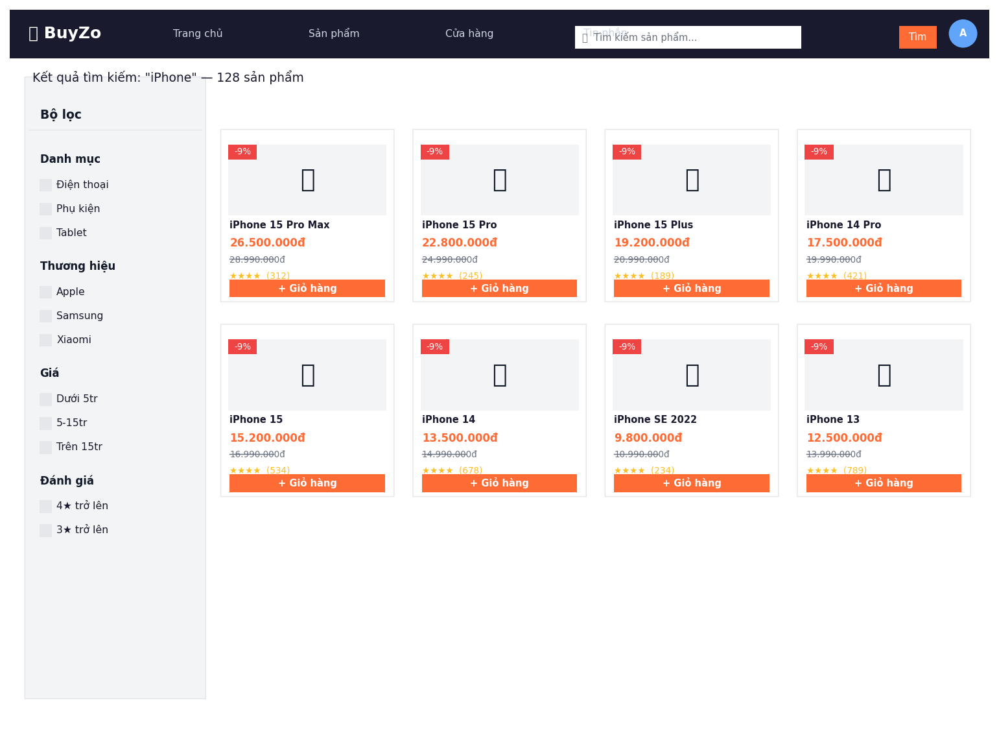 BuyZo
Trang chủ
Sản phẩm
Cửa hàng
Tin nhắn
Tìm kiếm sản phẩm...
Tìm
A
Kết quả tìm kiếm: "iPhone" — 128 sản phẩm
Bộ lọc
Danh mục
Điện thoại
Phụ kiện
Tablet
Thương hiệu
Apple
Samsung
Xiaomi
Giá
Dưới 5tr
5-15tr
Trên 15tr
Đánh giá
4★ trở lên
3★ trở lên
-9%
iPhone 15 Pro Max
26.500.000đ
28.990.000đ
★★★★ (312)
+ Giỏ hàng
-9%
iPhone 15 Pro
22.800.000đ
24.990.000đ
★★★★ (245)
+ Giỏ hàng
-9%
iPhone 15 Plus
19.200.000đ
20.990.000đ
★★★★ (189)
+ Giỏ hàng
-9%
iPhone 14 Pro
17.500.000đ
19.990.000đ
★★★★ (421)
+ Giỏ hàng
-9%
iPhone 15
15.200.000đ
16.990.000đ
★★★★ (534)
+ Giỏ hàng
-9%
iPhone 14
13.500.000đ
14.990.000đ
★★★★ (678)
+ Giỏ hàng
-9%
iPhone SE 2022
9.800.000đ
10.990.000đ
★★★★ (234)
+ Giỏ hàng
-9%
iPhone 13
12.500.000đ
13.990.000đ
★★★★ (789)
+ Giỏ hàng